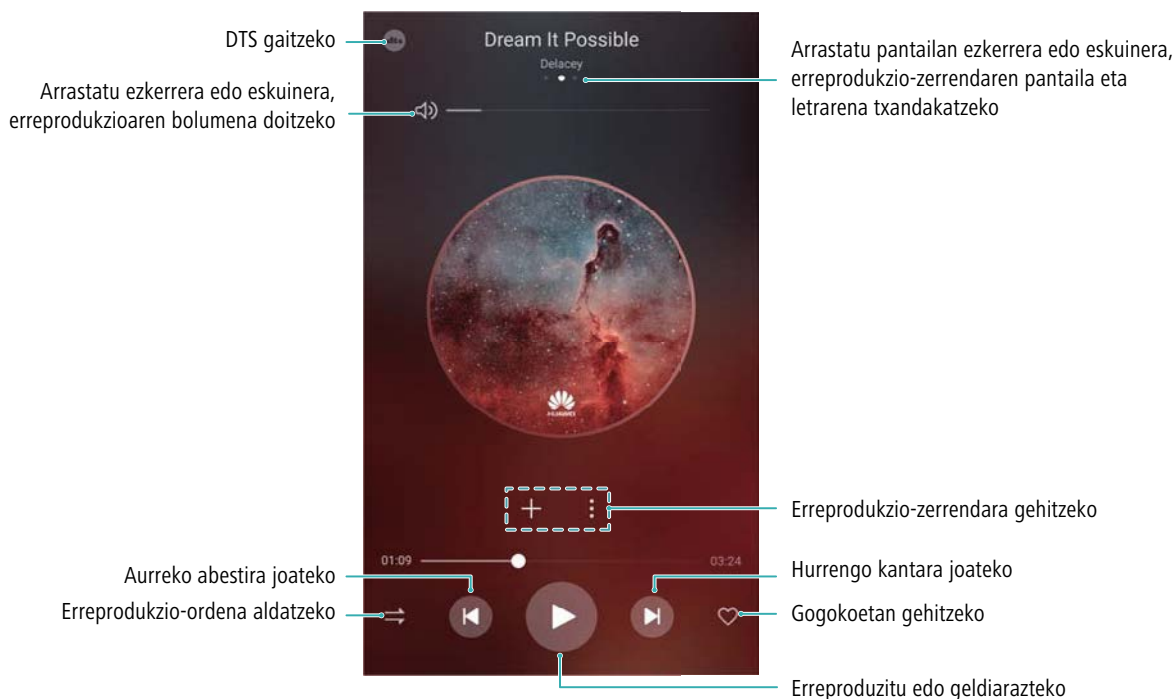 DTS gaitzeko
Dream It Possible
Delacey
Arrastatu pantailan ezkerrera edo eskuinera,
erreprodukzio-zerrendaren pantaila eta
letrarena txandakatzeko
Arrastatu ezkerrera edo eskuinera,
erreprodukzioaren bolumena doitzeko
HUAWEI
Erreprodukzio-zerrendara gehitzeko
01:09
03:24
Aurreko abestira joateko
Hurrengo kantara joateko
Erreprodukzio-ordena aldatzeko
Gogokoetan gehitzeko
Erreproduzitu edo geldiarazteko